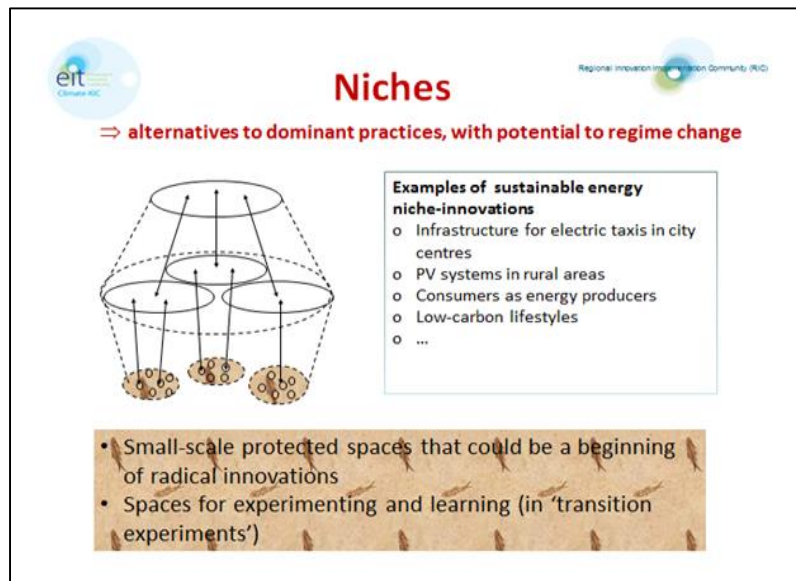 eit
Climate-KIC
Regional Innovation Implementation Community (RIC)
Niches
⇒ alternatives to dominant practices, with potential to regime change
Examples of sustainable energy
niche-innovations
o Infrastructure for electric taxis in city
centres
o PV systems in rural areas
o Consumers as energy producers
o Low-carbon lifestyles
o ...
• Small-scale protected spaces that could be a beginning
of radical innovations
• Spaces for experimenting and learning (in ‘transition
experiments’)